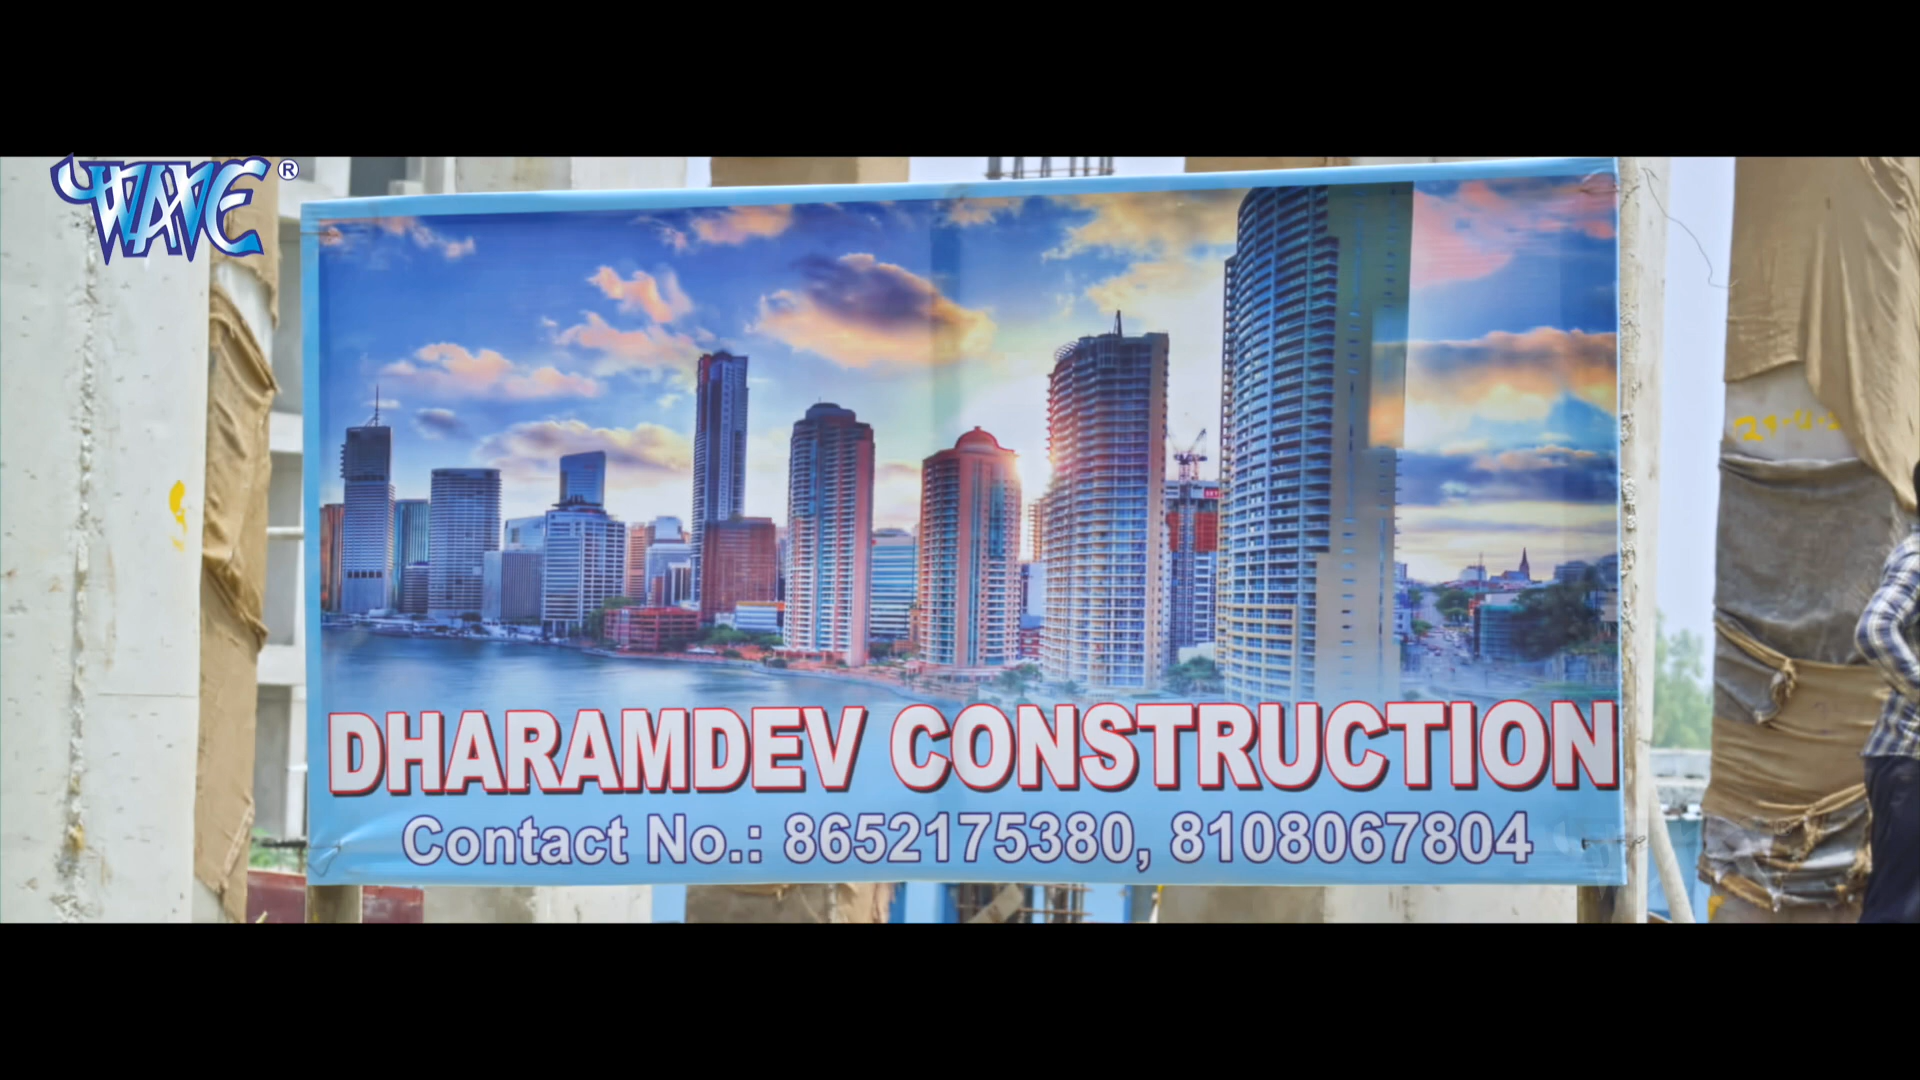 WAVE®
DHARAMDEV CONSTRUCTION
Contact No.: 8652175380, 8108067804